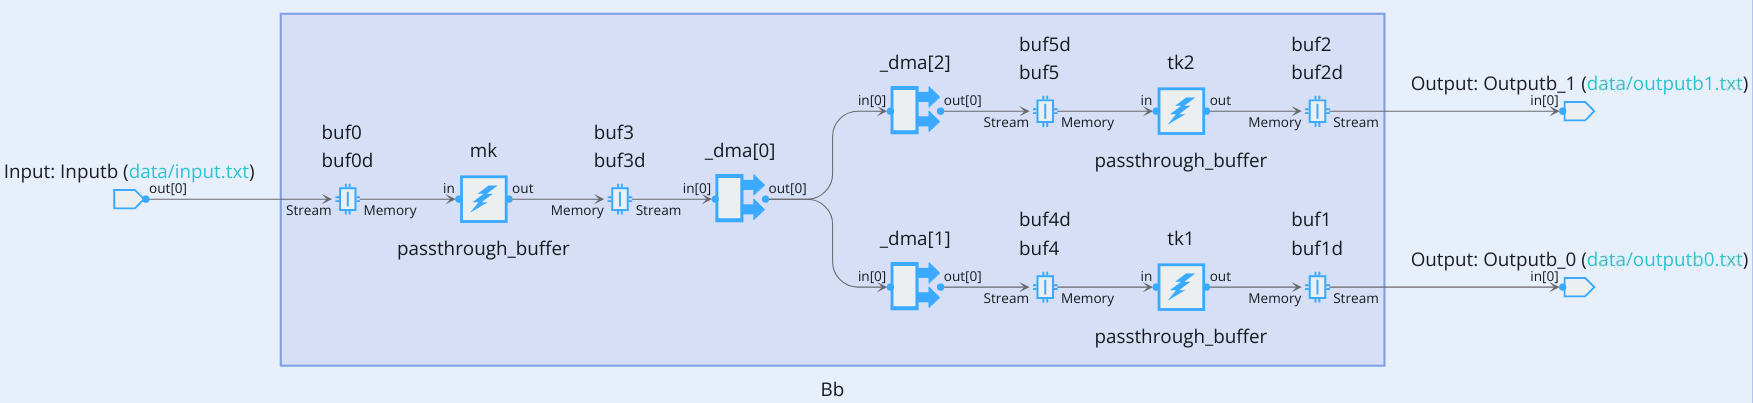 Input: Inputb (data/input.txt)
out[0]
buf0
buf0d
Stream
Memory
mk
in
out
passthrough_buffer
buf3
buf3d
Memory
Stream
_dma[0]
in[0]
out[0]
_dma[2]
in[0]
out[0]
buf5d
buf5
Stream
Memory
tk2
in
out
passthrough_buffer
buf2
buf2d
Memory
Stream
Output: Outputb_1 (data/outputb1.txt)
in[0]
_dma[1]
in[0]
out[0]
buf4d
buf4
Stream
Memory
tk1
in
out
passthrough_buffer
buf1
buf1d
Memory
Stream
Output: Outputb_0 (data/outputb0.txt)
in[0]
Bb